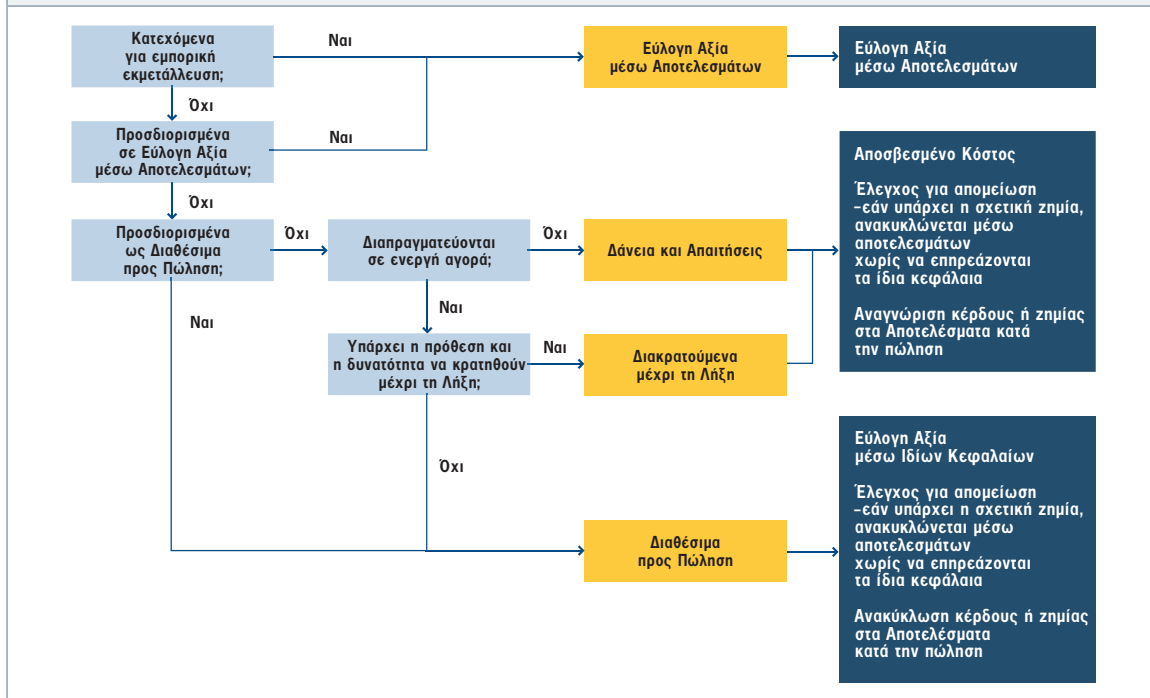 Κατεχόμενα
για εμπορική
εκμετάλλευση;
Ναι
Εύλογη Αξία
μέσω Αποτελεσμάτων
Εύλογη Αξία
μέσω Αποτελεσμάτων
Όχι
Προσδιορισμένα
σε Εύλογη Αξία
μέσω Αποτελεσμάτων;
Ναι
Όχι
Προσδιορισμένα
ως Διαθέσιμα
προς Πώληση;
Όχι
Διαπραγματεύονται
σε ενεργή αγορά;
Όχι
Δάνεια και Απαιτήσεις
Αποσβεσμένο Κόστος
Έλεγχος για απομείωση
-εάν υπάρχει η σχετική ζημία,
ανακυκλώνεται μέσω
αποτελεσμάτων
χωρίς να επηρεάζονται
τα ίδια κεφάλαια
Αναγνώριση κέρδους ή ζημίας
στα Αποτελέσματα κατά
την πώληση
Ναι
Ναι
Υπάρχει η πρόθεση και
η δυνατότητα να κρατηθούν
μέχρι τη Λήξη;
Ναι
Διακρατούμενα
μέχρι τη Λήξη
Όχι
Διαθέσιμα
προς Πώληση
Εύλογη Αξία
μέσω Ιδίων Κεφαλαίων
Έλεγχος για απομείωση
-εάν υπάρχει η σχετική ζημία,
ανακυκλώνεται μέσω
αποτελεσμάτων
χωρίς να επηρεάζονται
τα ίδια κεφάλαια
Ανακύκλωση κέρδους ή ζημίας
στα Αποτελέσματα
κατά την πώληση